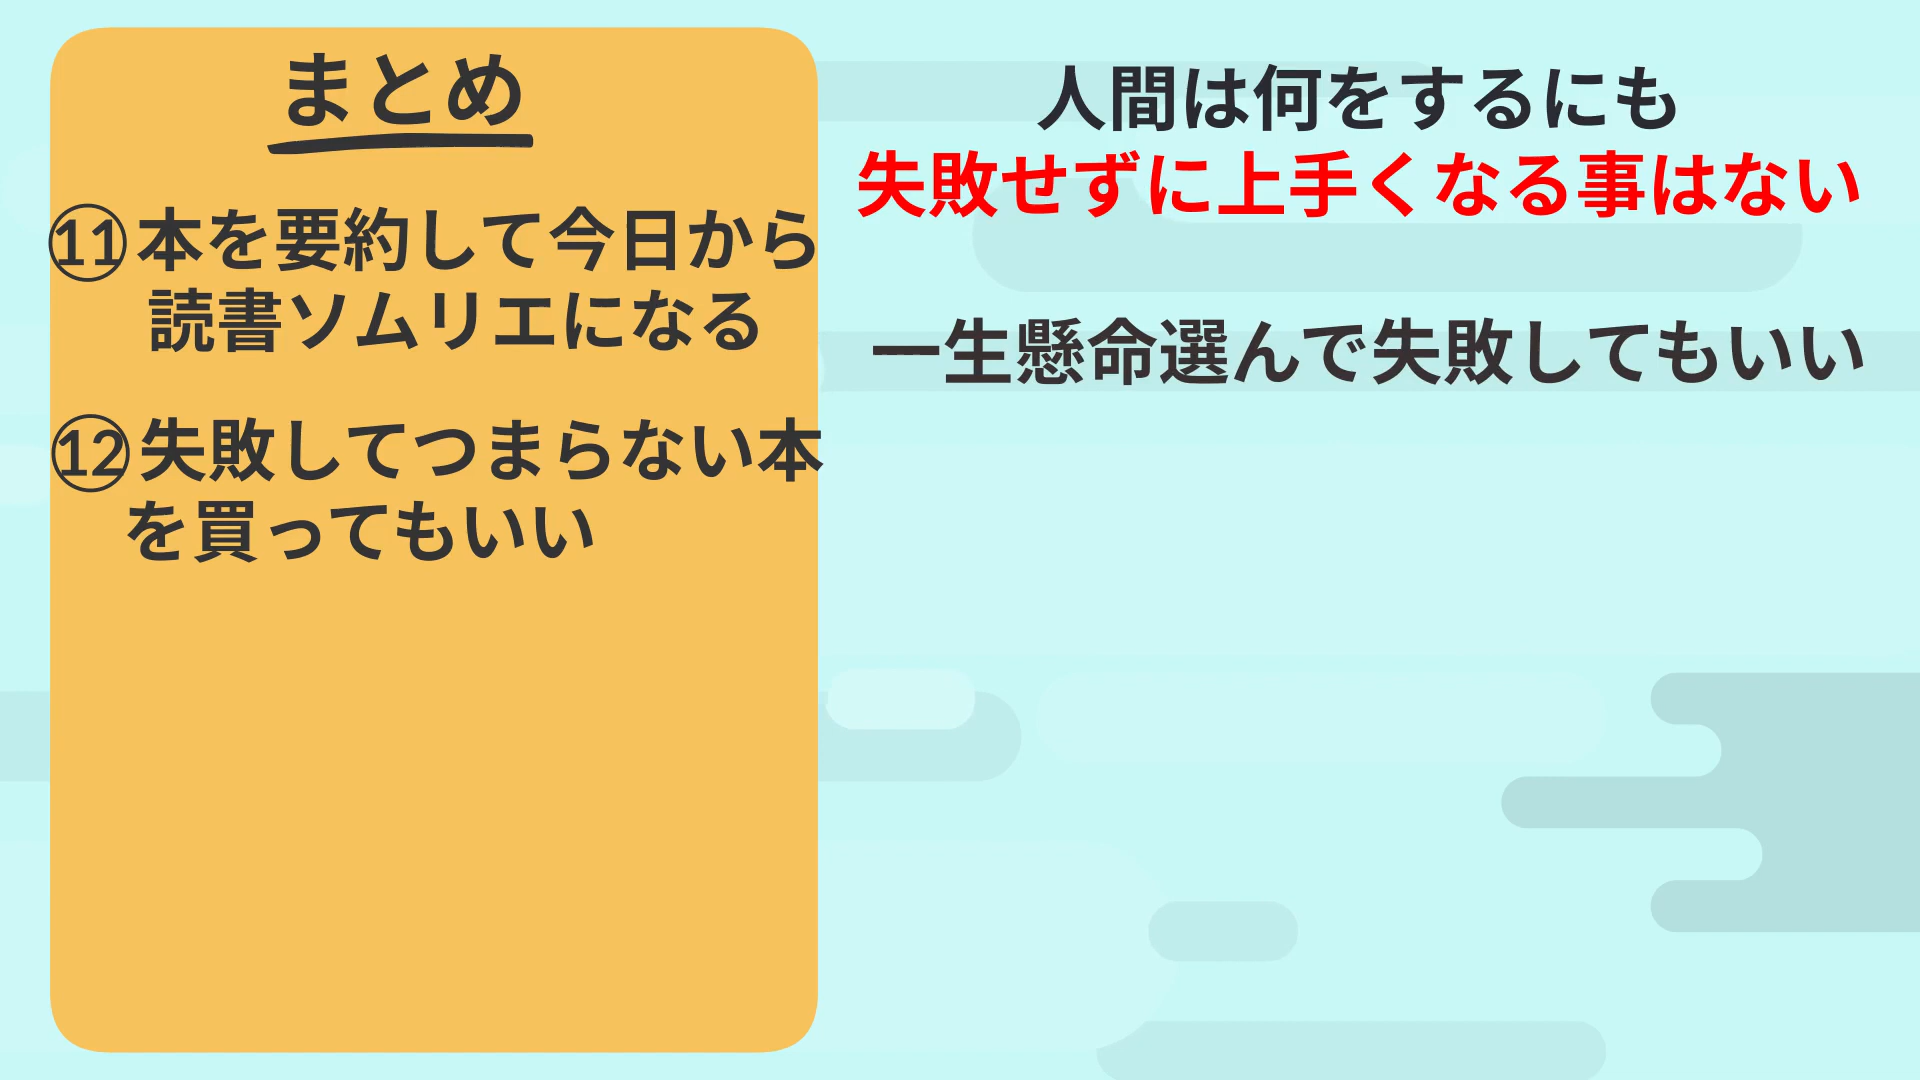 まとめ
⑪本を要約して今日から
読書ソムリエになる
⑫失敗してつまらない本
を買ってもいい
人間は何をするにも
失敗せずに上手くなる事はない
一生懸命選んで失敗してもいい